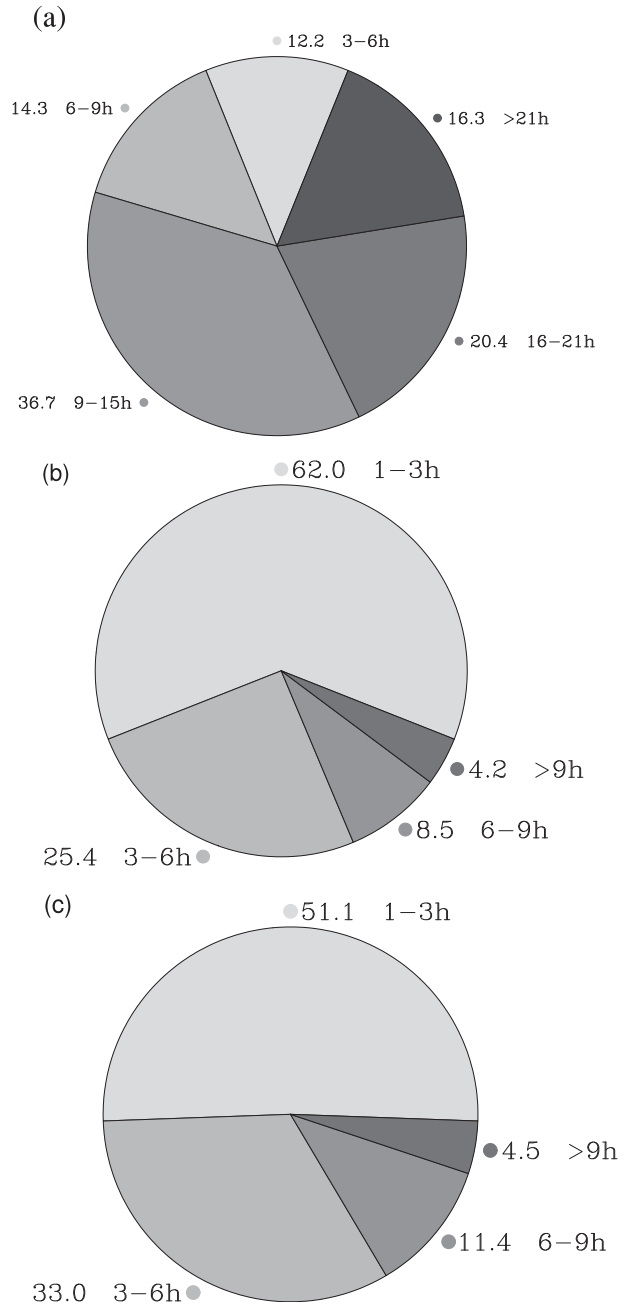 (a)
12.2 3−6h
14.3 6−9h
16.3 >21h
20.4 16−21h
36.7 9−15h
(b)
62.0 1−3h
4.2 >9h
8.5 6−9h
25.4 3−6h
(c)
51.1 1−3h
4.5 >9h
11.4 6−9h
33.0 3−6h